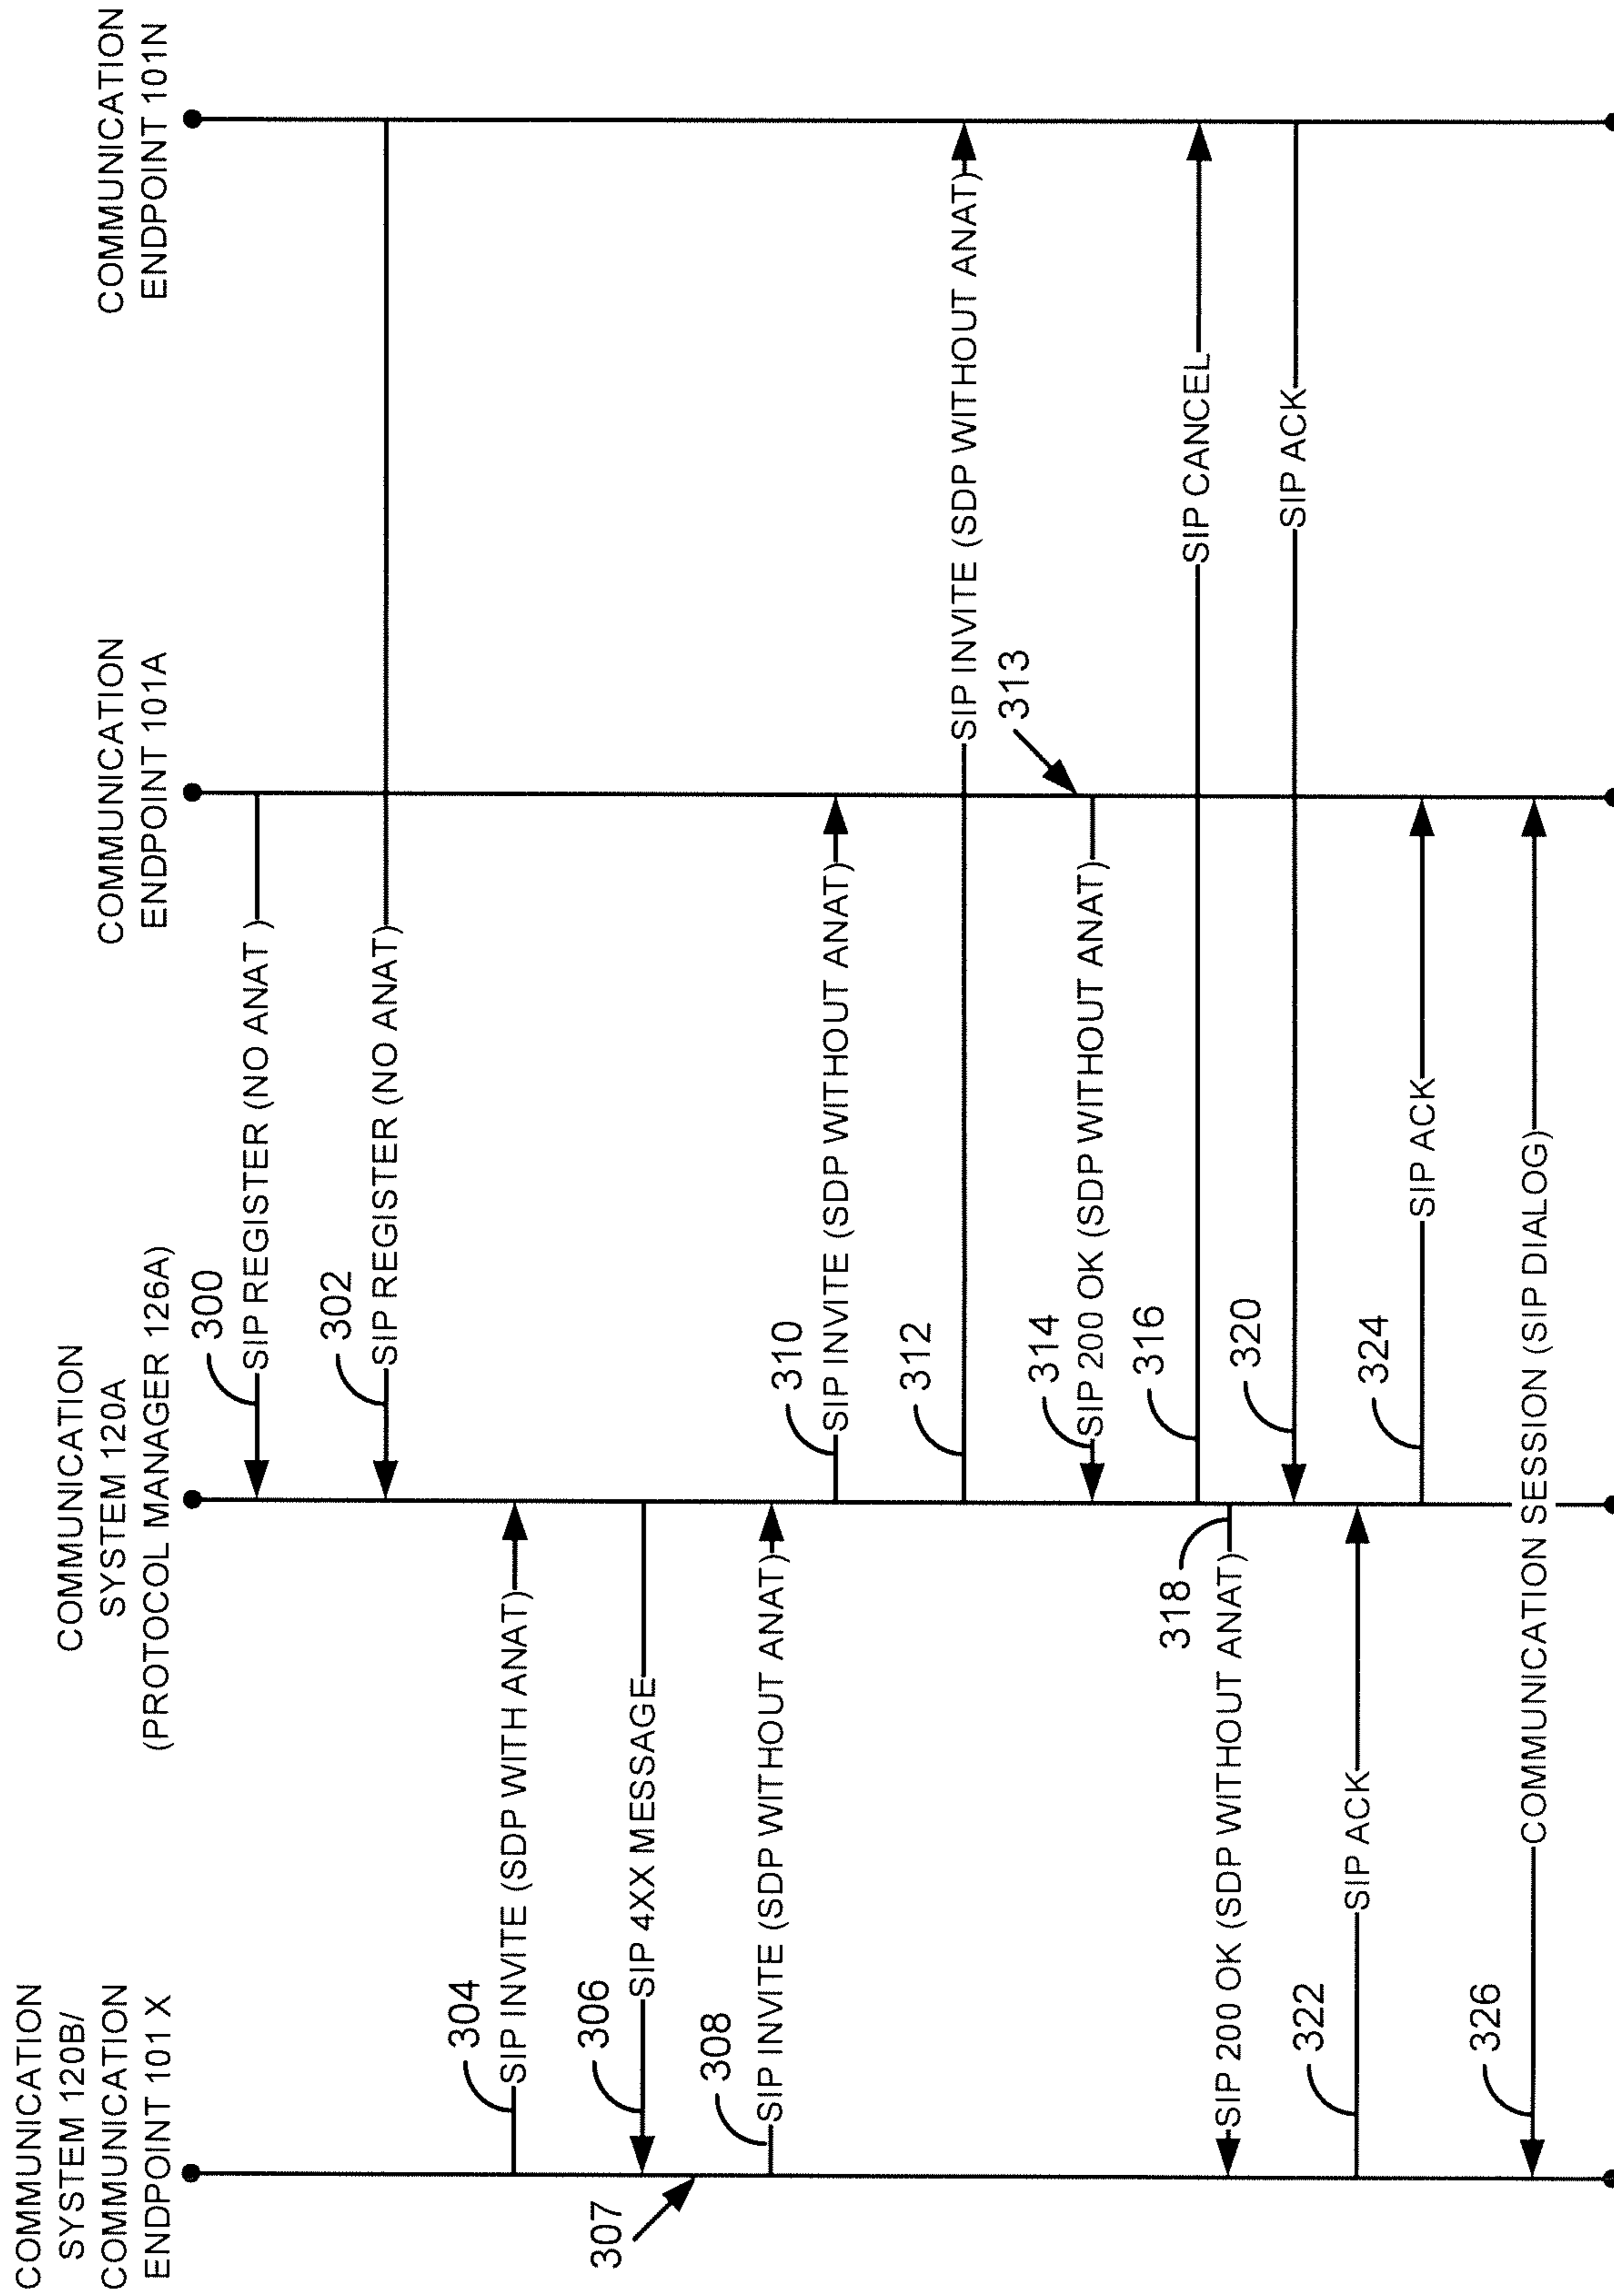 COMMUNICATION
SYSTEM 120B/
COMMUNICATION
ENDPOINT 101 X
COMMUNICATION
SYSTEM 120A
(PROTOCOL MANAGER 126A)
COMMUNICATION
ENDPOINT 101A
COMMUNICATION
ENDPOINT 101N
300
SIP REGISTER (NO ANAT )
302
SIP REGISTER (NO ANAT)
304
SIP INVITE (SDP WITH ANAT)
306
SIP 4XX MESSAGE
307
308
SIP INVITE (SDP WITHOUT ANAT)
310
SIP INVITE (SDP WITHOUT ANAT)
312
SIP INVITE (SDP WITHOUT ANAT)
313
314
SIP 200 OK (SDP WITHOUT ANAT)
316
SIP CANCEL
318
SIP 200 OK (SDP WITHOUT ANAT)
320
SIP ACK
322
SIP ACK
324
SIP ACK
326
COMMUNICATION SESSION (SIP DIALOG)